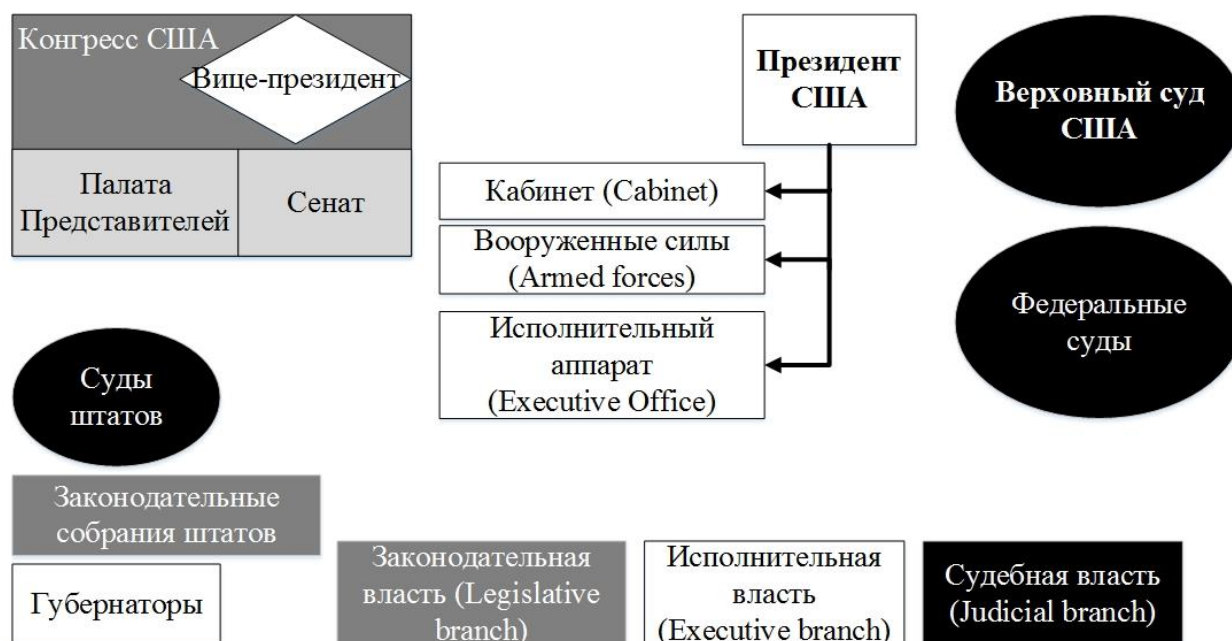 Конгресс США
Вице-президент
Палата
Представителей
Сенат
Президент
США
Кабинет (Cabinet)
Вооруженные силы
(Armed forces)
Исполнительный
аппарат
(Executive Office)
Верховный суд
США
Федеральные
суды
Суды
штатов
Законодательные
собрания штатов
Губернаторы
Законодательная
власть (Legislative
branch)
Исполнительная
власть
(Executive branch)
Судебная власть
(Judicial branch)